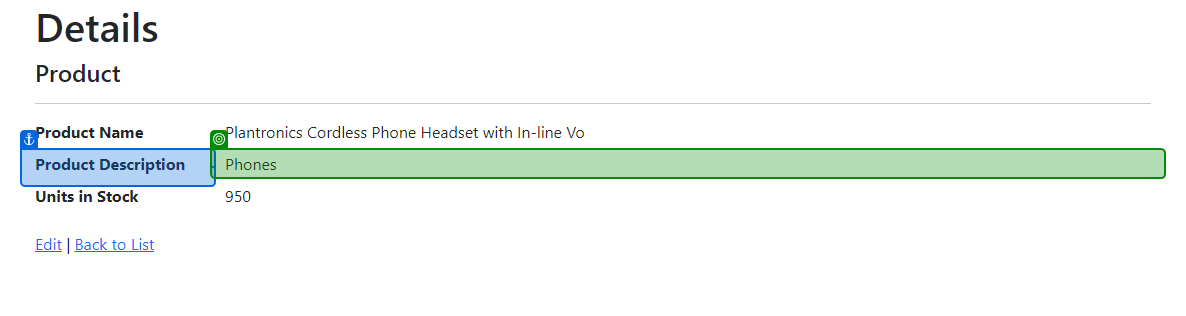 Details
Product
Product Name Plantronics Cordless Phone Headset with In-line Vo
Product Description Phones
Units in Stock 950
Edit | Back to List